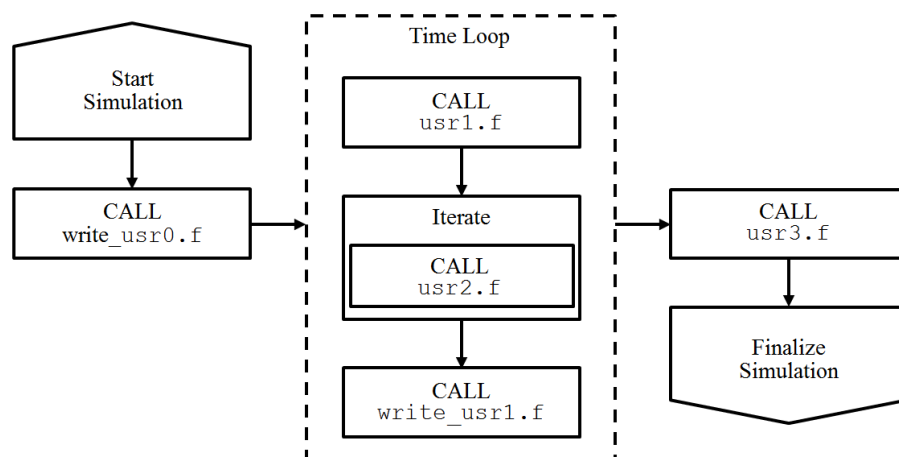 Start
Simulation
CALL
write_usr0.f
Time Loop
CALL
usr1.f
Iterate
CALL
usr2.f
CALL
write_usr1.f
CALL
usr3.f
Finalize
Simulation